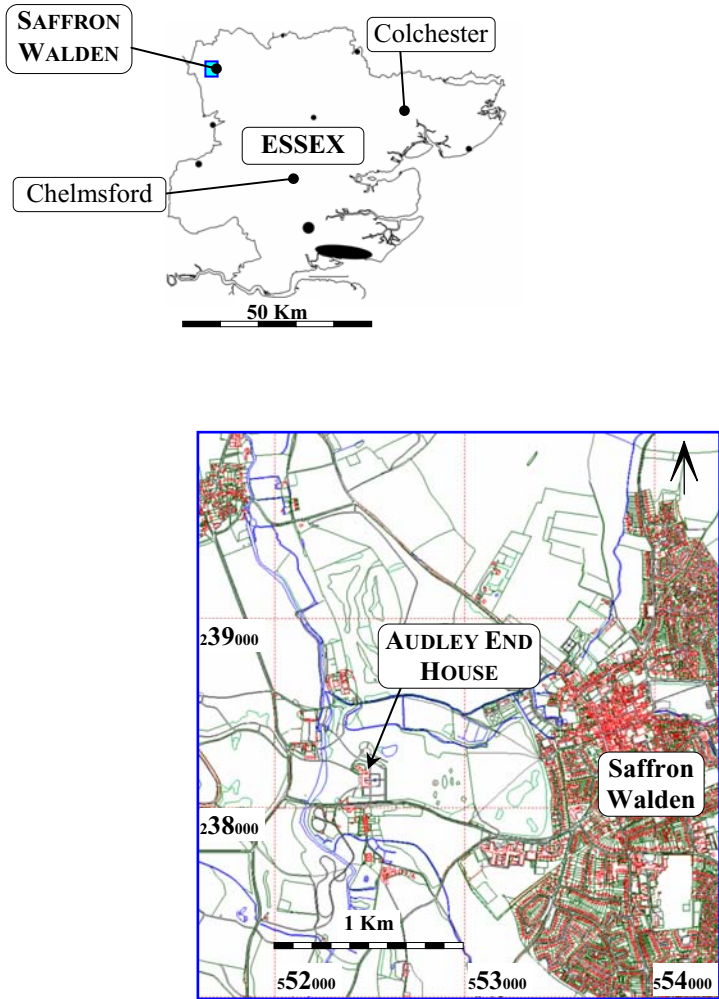 SAFFRON
WALDEN
Colchester
ESSEX
Chelmsford
50 Km
239000
AUDLEY END
HOUSE
Saffron
Walden
238000
1 Km
552000
553000
554000